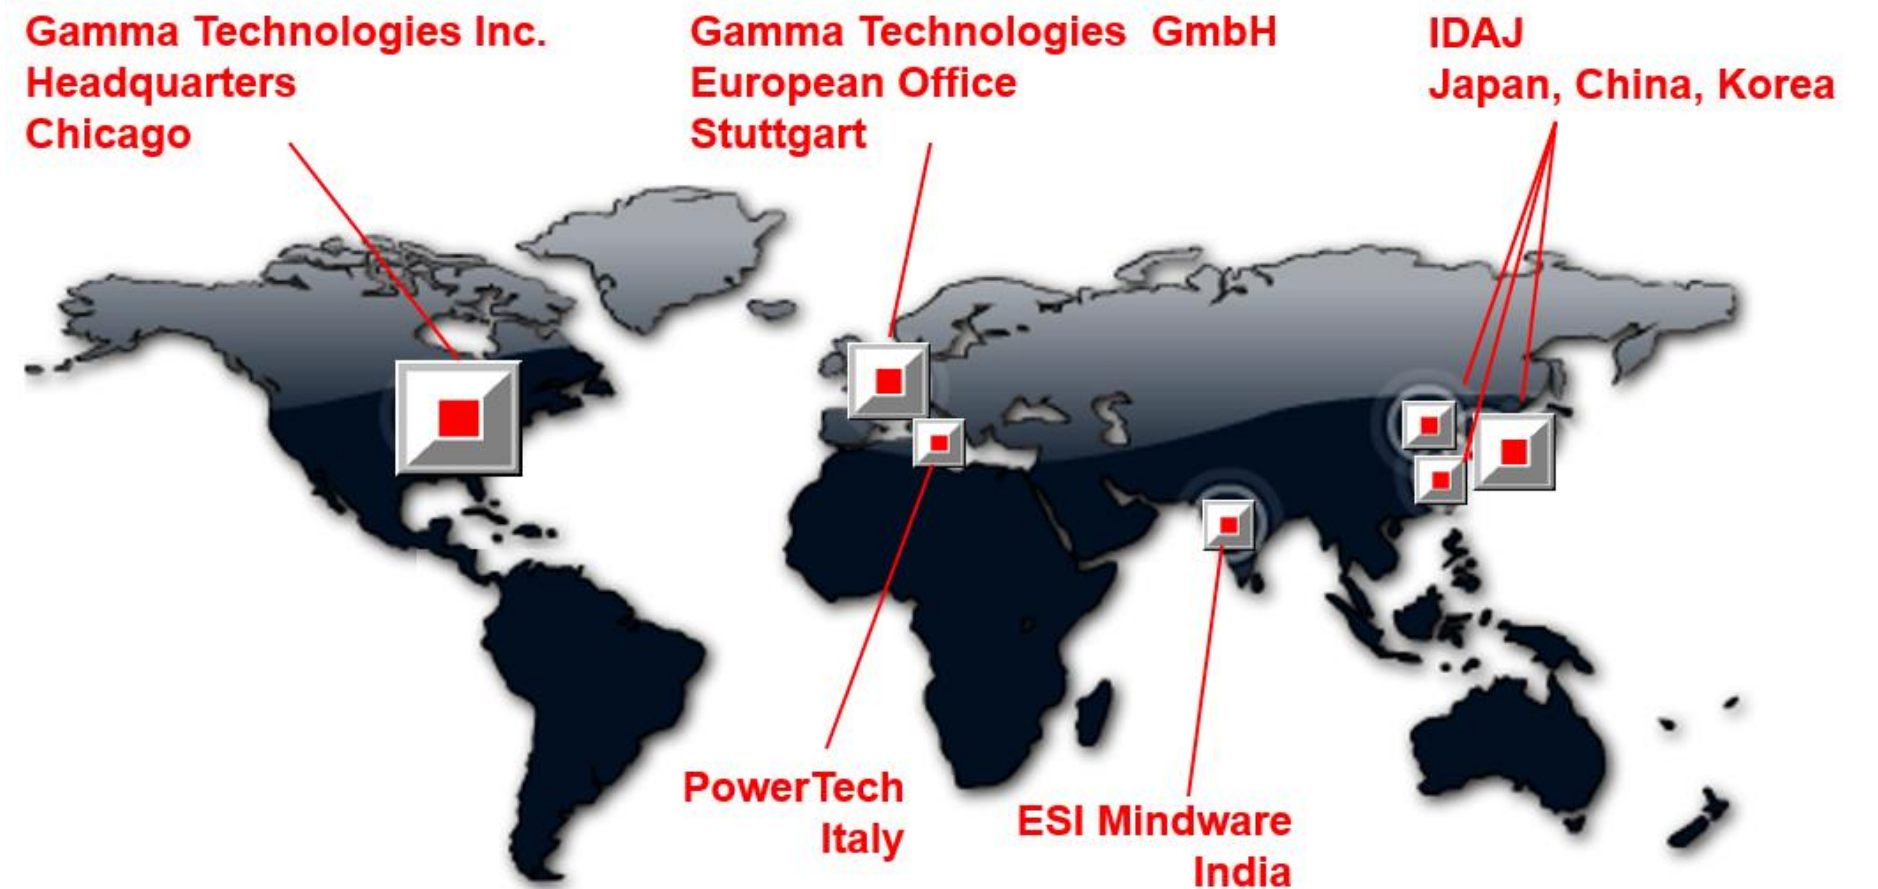 Gamma Technologies Inc.
Headquarters
Chicago
Gamma Technologies GmbH
European Office
Stuttgart
IDAJ
Japan, China, Korea
PowerTech
Italy
ESI Mindware
India